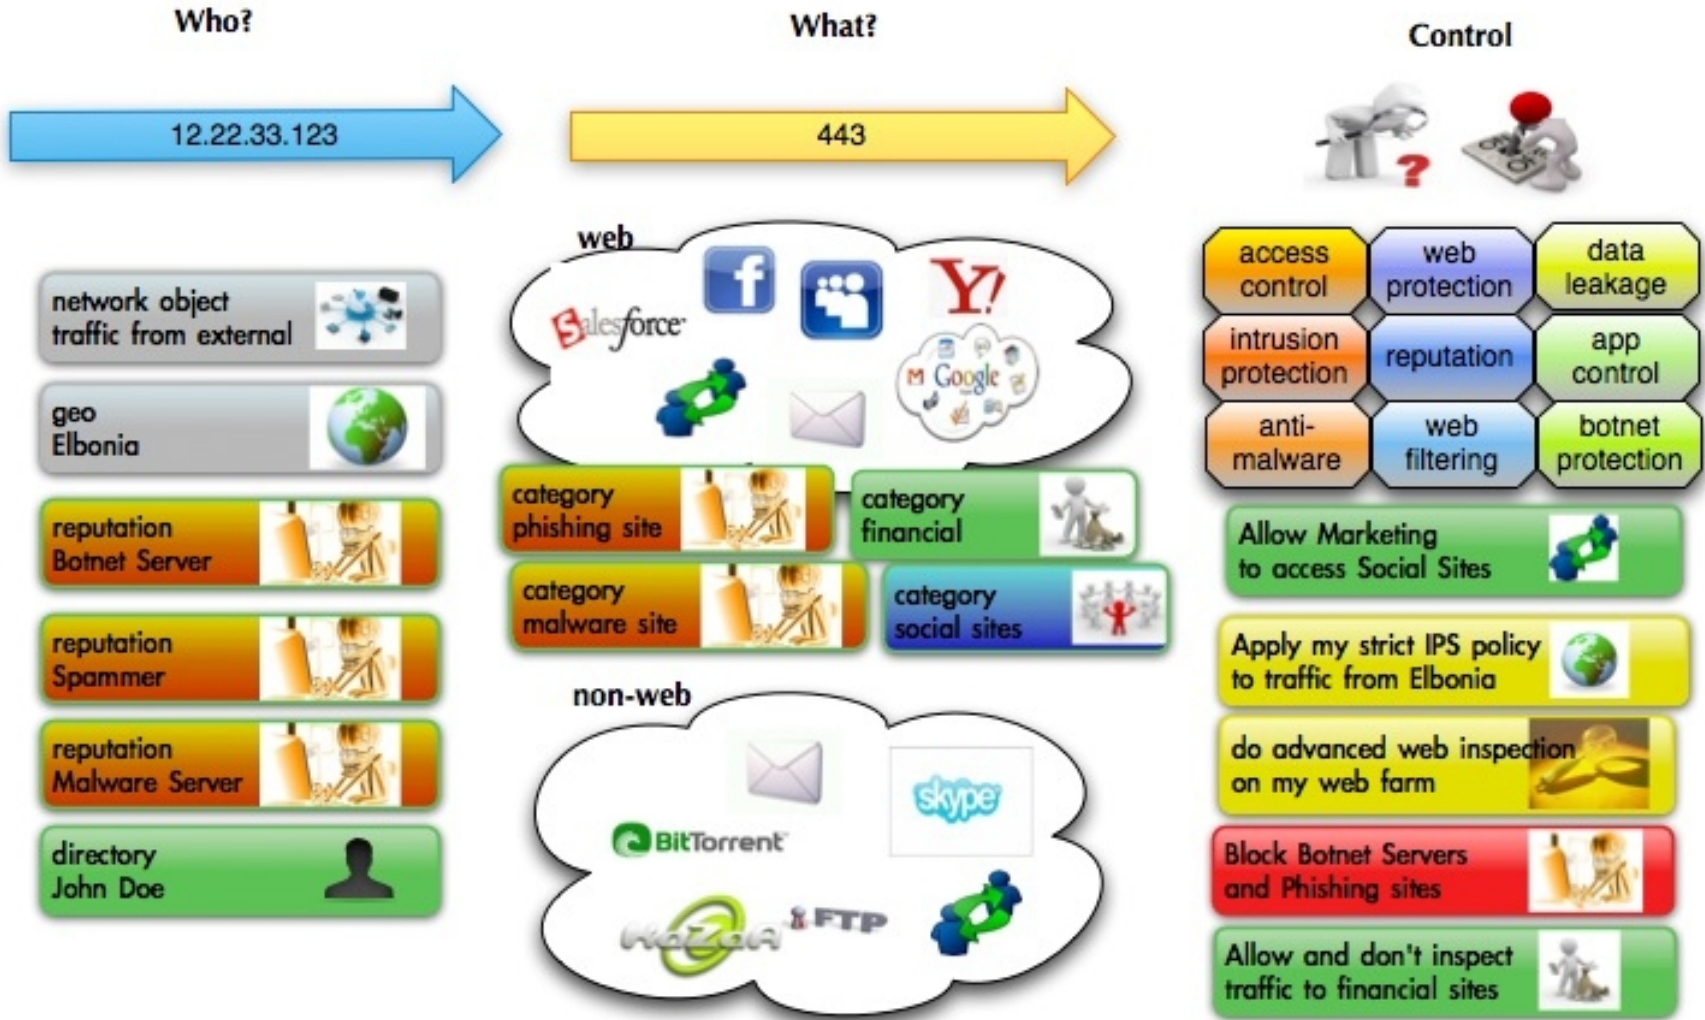 Who?
12.22.33.123
network object
traffic from external
geo
Elbonia
reputation
Botnet Server
reputation
Spammer
reputation
Malware Server
directory
John Doe
What?
443
web
f
Y!
Salesforce
M Google
category
phishing site
category
financial
category
malware site
category
social sites
non-web
skype
BitTorrent
KaZaA
FTP
Control
?
access
control
web
protection
data
leakage
intrusion
protection
reputation
app
control
anti-
malware
web
filtering
botnet
protection
Allow Marketing
to access Social Sites
Apply my strict IPS policy
to traffic from Elbonia
do advanced web inspection
on my web farm
Block Botnet Servers
and Phishing sites
Allow and don't inspect
traffic to financial sites